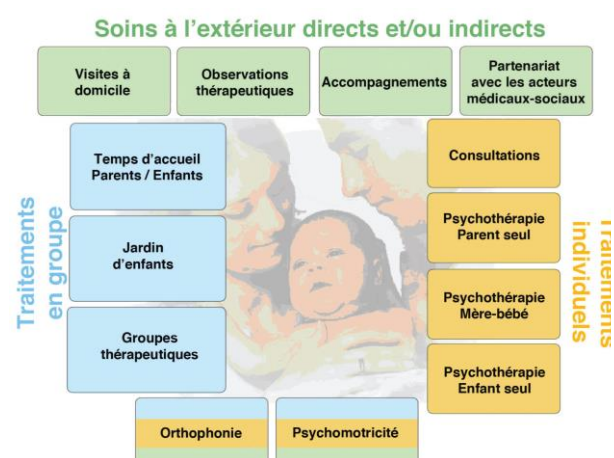 Soins à l'extérieur directs et/ou indirects
Visites à
domicile
Observations
thérapeutiques
Accompagnements
Partenariat
avec les acteurs
médicaux-sociaux
Traitements
en groupe
Temps d'accueil
Parents / Enfants
Jardin
d'enfants
Groupes
thérapeutiques
Consultations
Psychothérapie
Parent seul
Psychothérapie
Mère-bébé
Psychothérapie
Enfant seul
Traitements
individuels
Orthophonie
Psychomotricité